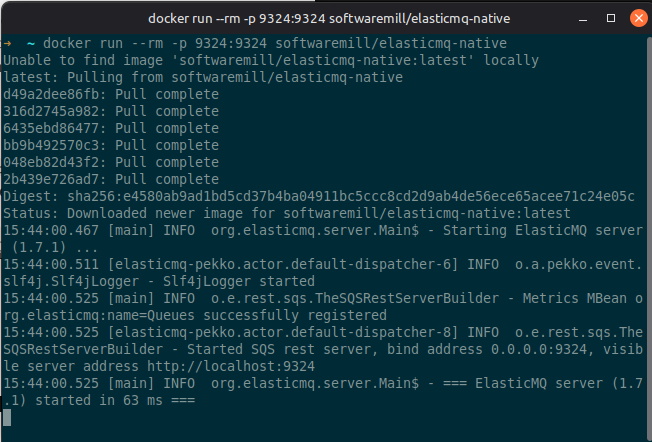 docker run --rm -p 9324:9324 softwaremill/elasticmq-native
→ ~ docker run --rm -p 9324:9324 softwaremill/elasticmq-native
Unable to find image 'softwaremill/elasticmq-native:latest' locally
latest: Pulling from softwaremill/elasticmq-native
d49a2dee86fb: Pull complete
316d2745a982: Pull complete
6435ebd86477: Pull complete
bb9b492570c3: Pull complete
048eb82d43f2: Pull complete
2b439e726ad7: Pull complete
Digest: sha256:e4580ab9ad1bd5cd37b4ba04911bc5ccc8cd2d9ab4de56ece65acee71c24e05c
Status: Downloaded newer image for softwaremill/elasticmq-native:latest
15:44:00.467 [main] INFO  org.elasticmq.server.Main$ - Starting ElasticMQ server
 (1.7.1) ...
15:44:00.511 [elasticmq-pekko.actor.default-dispatcher-6] INFO  o.a.pekko.event.
slf4j.Slf4jLogger - Slf4jLogger started
15:44:00.525 [main] INFO  o.e.rest.sqs.TheSQSRestServerBuilder - Metrics MBean o
rg.elasticmq:name=Queues successfully registered
15:44:00.525 [elasticmq-pekko.actor.default-dispatcher-8] INFO  o.e.rest.sqs.The
SQSRestServerBuilder - Started SQS rest server, bind address 0.0.0.0:9324, visib
le server address http://localhost:9324
15:44:00.525 [main] INFO  org.elasticmq.server.Main$ - === ElasticMQ server (1.7
.1) started in 63 ms ===